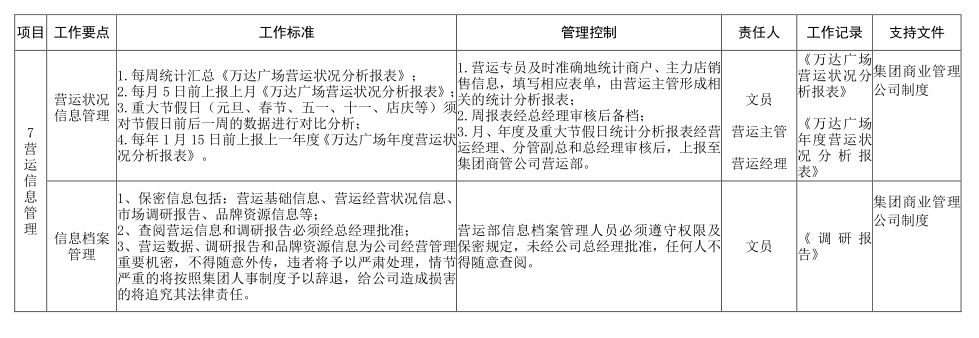 项目 工作要点 工作标准 管理控制 责任人 工作记录 支持文件
7
营
运
信
息
管
理
营运状况
信息管理
1.每周统计汇总《万达广场营运状况分析报表》；
2.每月5日前上报上月《万达广场营运状况分析报表》；
3.重大节假日（元旦、春节、五一、十一、店庆等）须
对节假日前后一周的数据进行对比分析；
4.每年1月15日前上报上一年度《万达广场年度营运状
况分析报表》。
1.营运专员及时准确地统计商户、主力店销
售信息，填写相应表单，由营运主管形成相
关的统计分析报表；
2.周报表经总经理审核后备档；
3.月、年度及重大节假日统计分析报表经营
运经理、分管副总和总经理审核后，上报至
集团商管公司营运部。
文员
营运主管
营运经理
《万达广场
营运状况分
析报表》
《万达广场
年度营运状
况分析报
表》
集团商业管理
公司制度
信息档案
管理
1、保密信息包括：营运基础信息、营运经营状况信息、
市场调研报告、品牌资源信息等；
2、查阅营运信息和调研报告必须经总经理批准；
3、营运数据、调研报告和品牌资源信息为公司经营管理
重要机密，不得随意外传，违者将予以严肃处理，情节
严重的将按照集团人事制度予以辞退，给公司造成损害
的将追究其法律责任。
营运部信息档案管理人员必须遵守权限及
保密规定，未经公司总经理批准，任何人不
得随意查阅。
文员
《调研报
告》
集团商业管理
公司制度